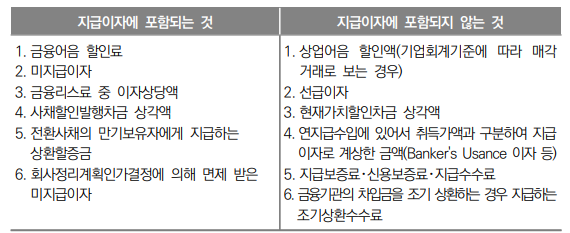 지급이자에 포함되는 것
1. 금융어음 할인료
2. 미지급이자
3. 금융리스료 중 이자상당액
4. 사채할인발행차금 상각액
5. 전환사채의 만기보유자에게 지급하는
상환할증금
6. 회사정리계획인가결정에 의해 면제 받은
미지급이자
지급이자에 포함되지 않는 것
1. 상업어음 할인액(기업회계기준에 따라 매각
거래로 보는 경우)
2. 선급이자
3. 현재가치할인차금 상각액
4. 연지급수입에 있어서 취득가액과 구분하여 지급
이자로 계상한 금액(Banker's Usance 이자 등)
5. 지급보증료·신용보증료·지급수수료
6. 금융기관의 차입금을 조기 상환하는 경우 지급하는
조기상환수수료